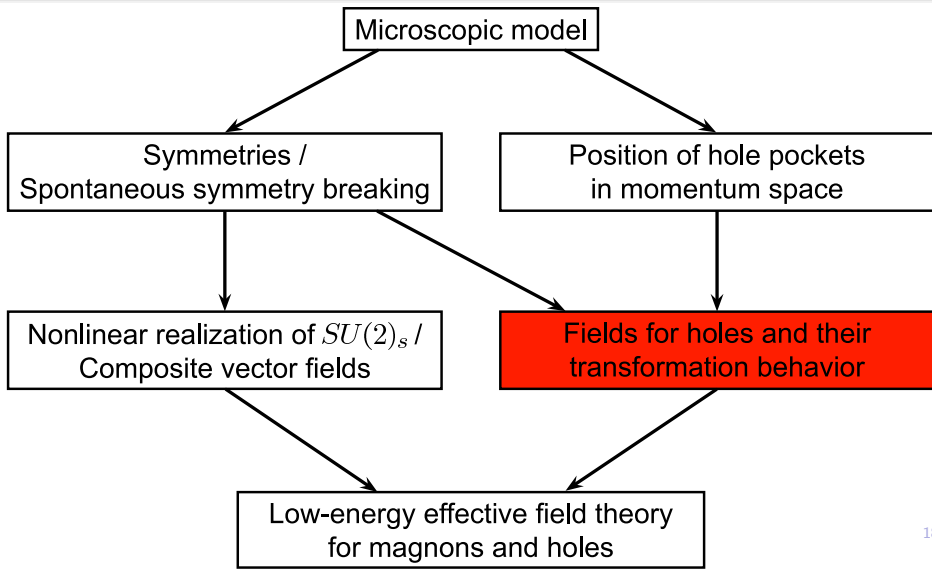 Microscopic model
Symmetries /
Spontaneous symmetry breaking
Position of hole pockets
in momentum space
Nonlinear realization of $SU(2)_s$ /
Composite vector fields
Fields for holes and their
transformation behavior
Low-energy effective field theory
for magnons and holes